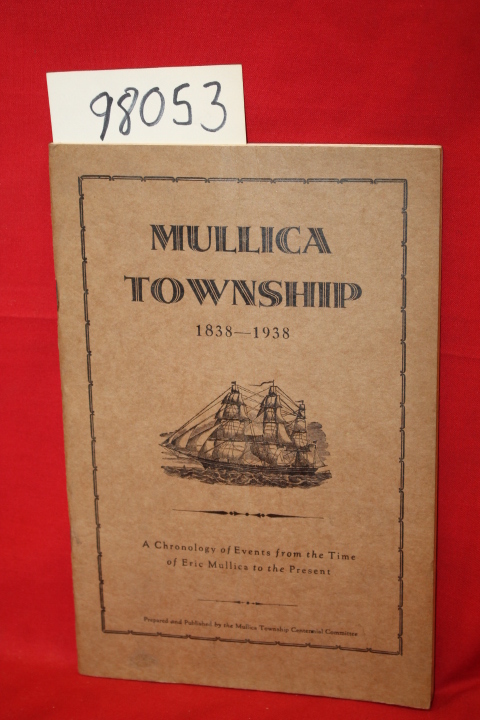 98053
MULLICA
TOWNSHIP
1838—1938
A Chronology of Events from the Time
of Eric Mullica to the Present
Prepared and Published by the Mullica Township Centennial Committee